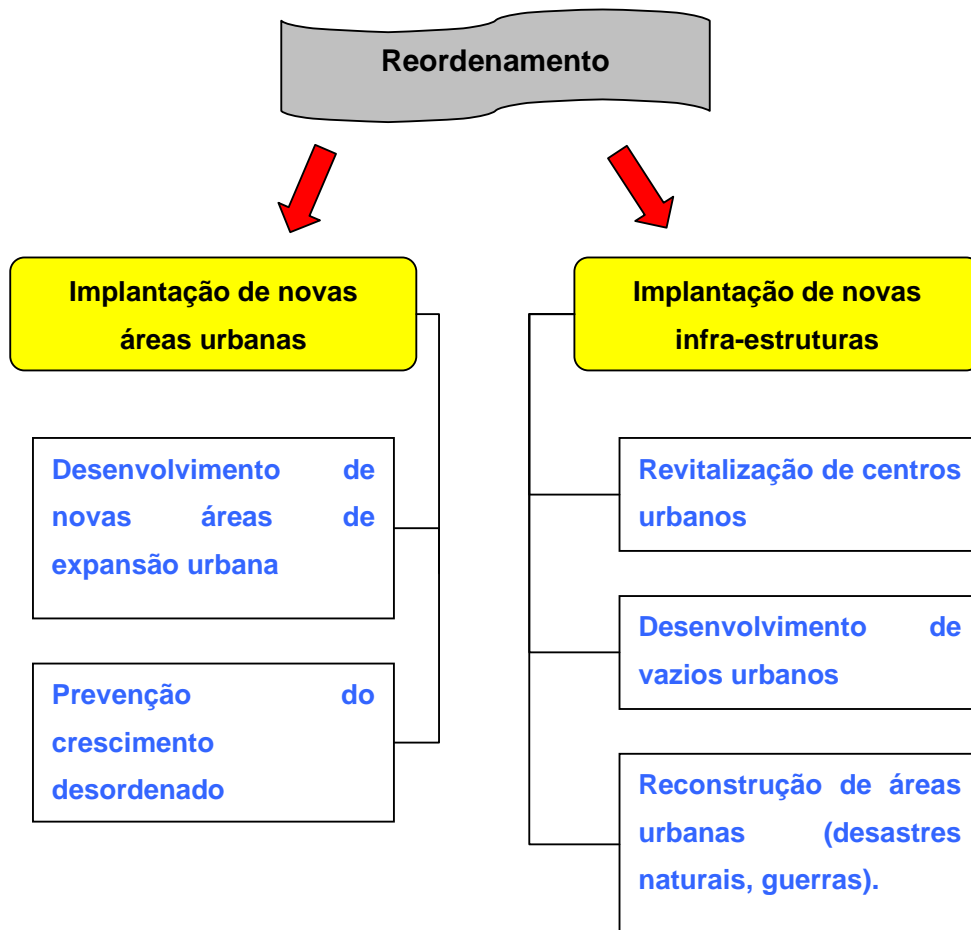 Reordenamento
Implantação de novas
áreas urbanas
Desenvolvimento de
novas áreas de
expansão urbana
Prevenção do
crescimento
desordenado
Implantação de novas
infra-estruturas
Revitalização de centros
urbanos
Desenvolvimento de
vazios urbanos
Reconstrução de áreas
urbanas (desastres
naturais, guerras).